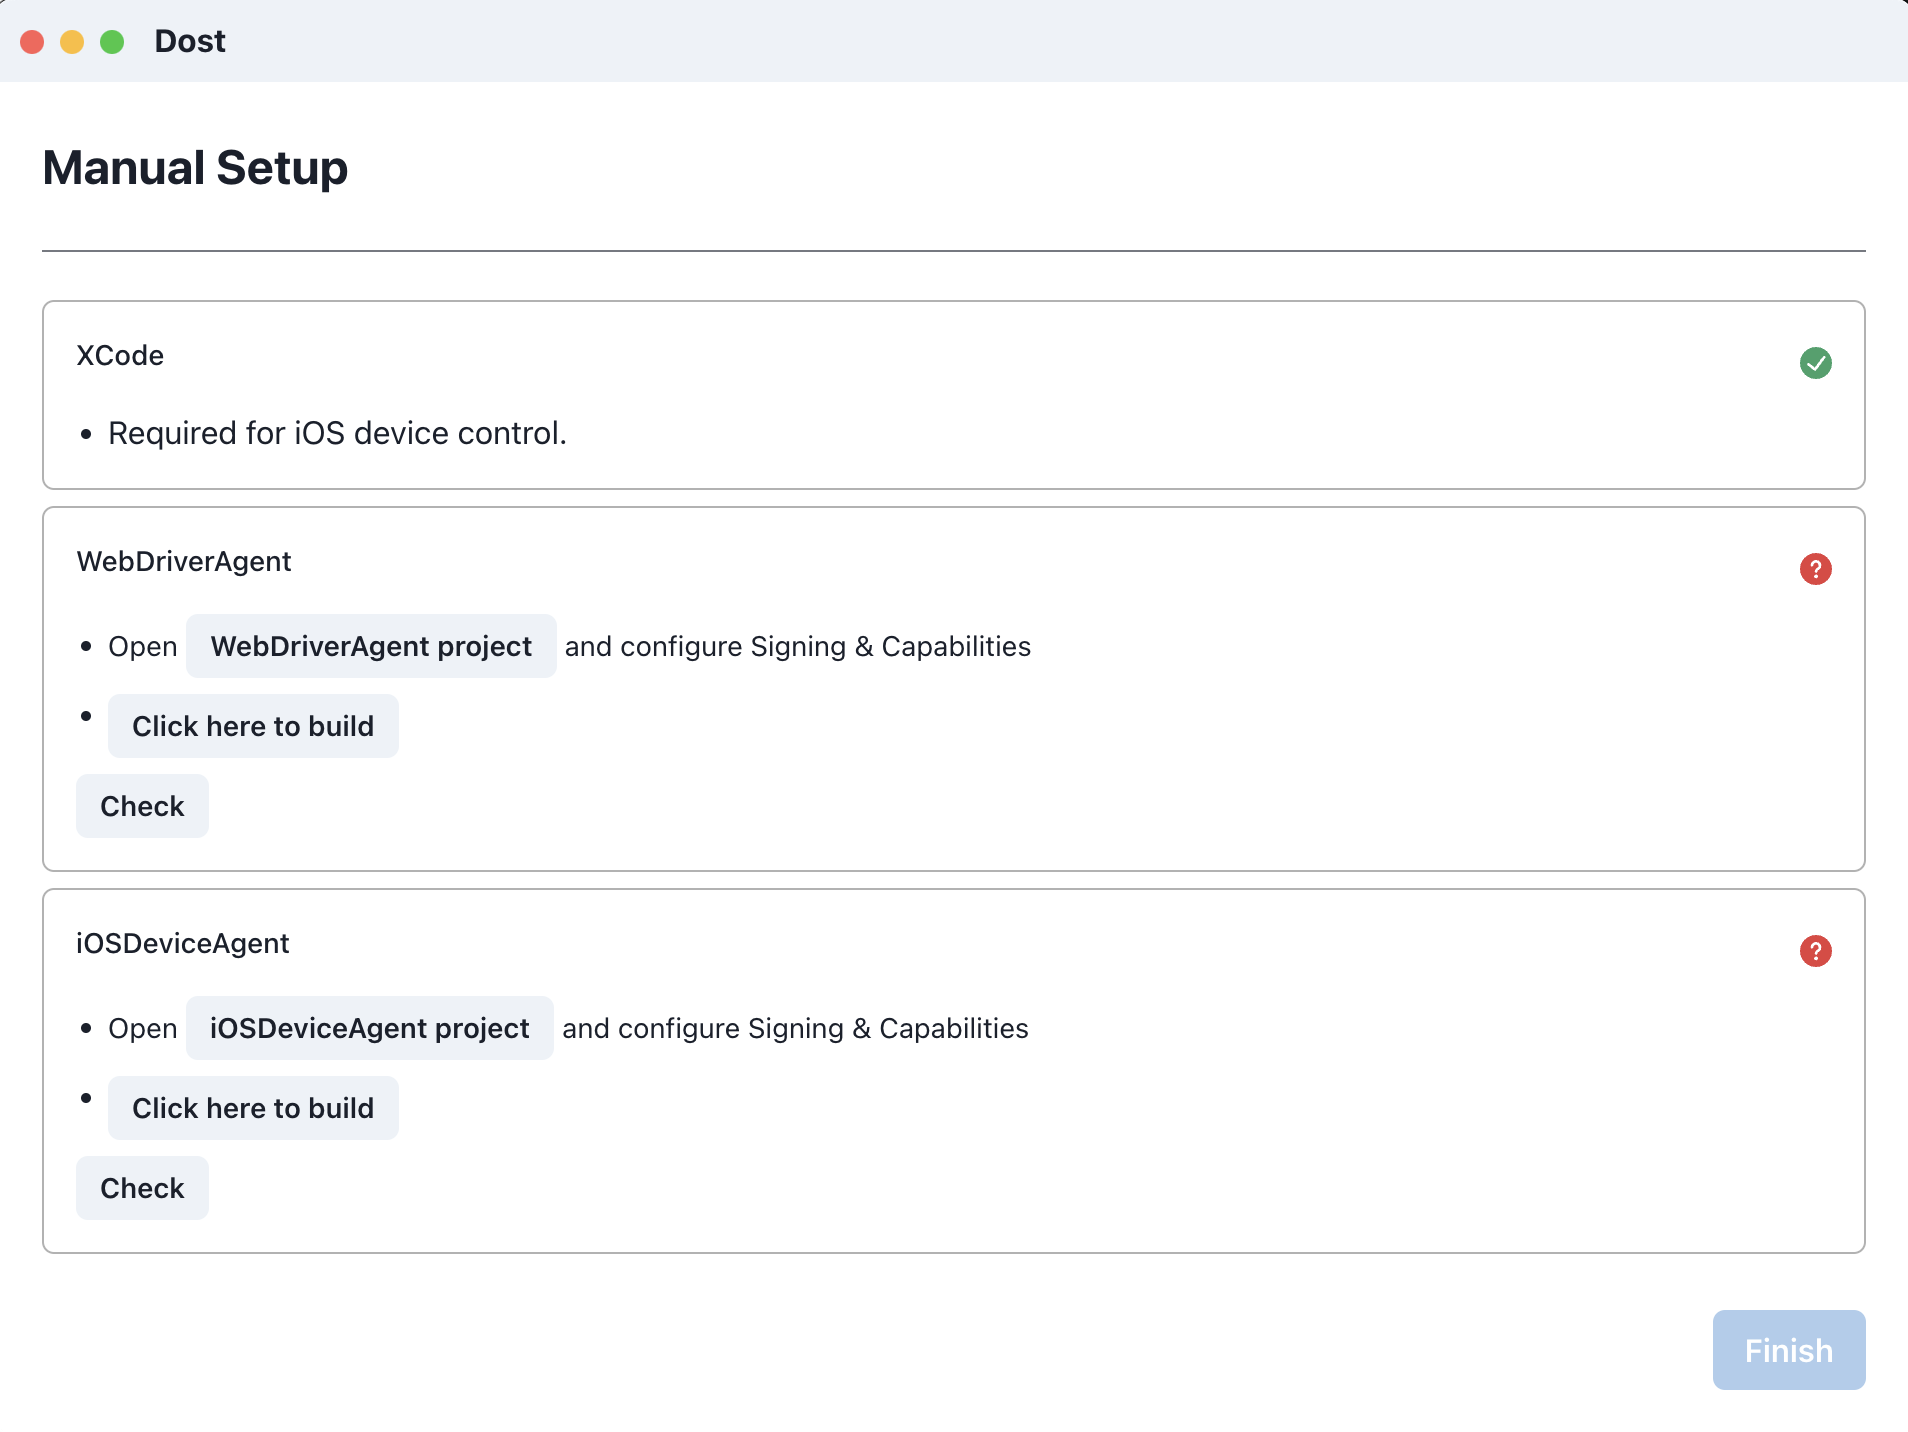 Dost
Manual Setup
XCode
• Required for iOS device control.
WebDriverAgent
• Open WebDriverAgent project and configure Signing & Capabilities
• Click here to build
Check
iOSDeviceAgent
• Open iOSDeviceAgent project and configure Signing & Capabilities
• Click here to build
Check
Finish